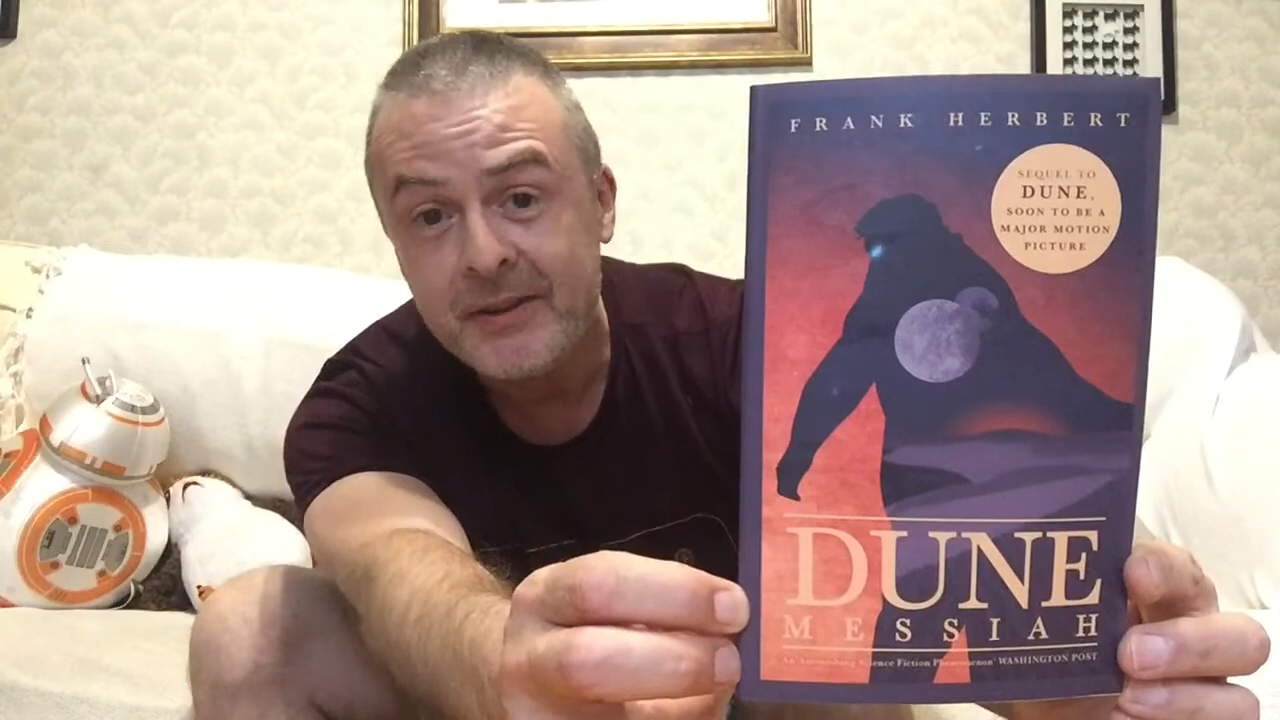 FRANK HERBERT
SEQUEL TO
DUNE,
SOON TO BE A
MAJOR MOTION
PICTURE
DUNE
MESSIAH
An 'Astonishing Science Fiction Phenomenon' WASHINGTON POST